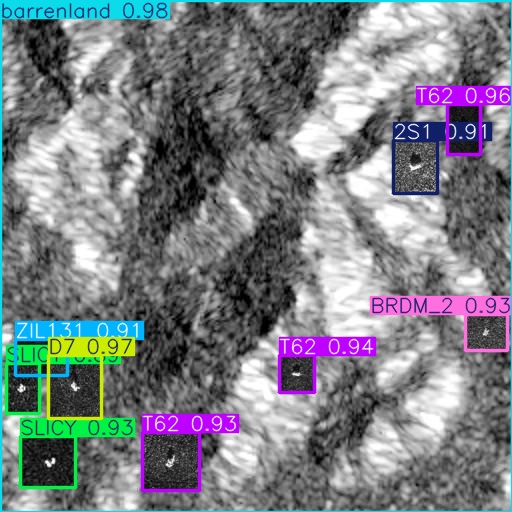 barrenland 0.98
T62 0.96
2S1 0.91
BRDM_2 0.93
ZIL131 0.91
D7 0.97
T62 0.94
SLICY 0.93
T62 0.93